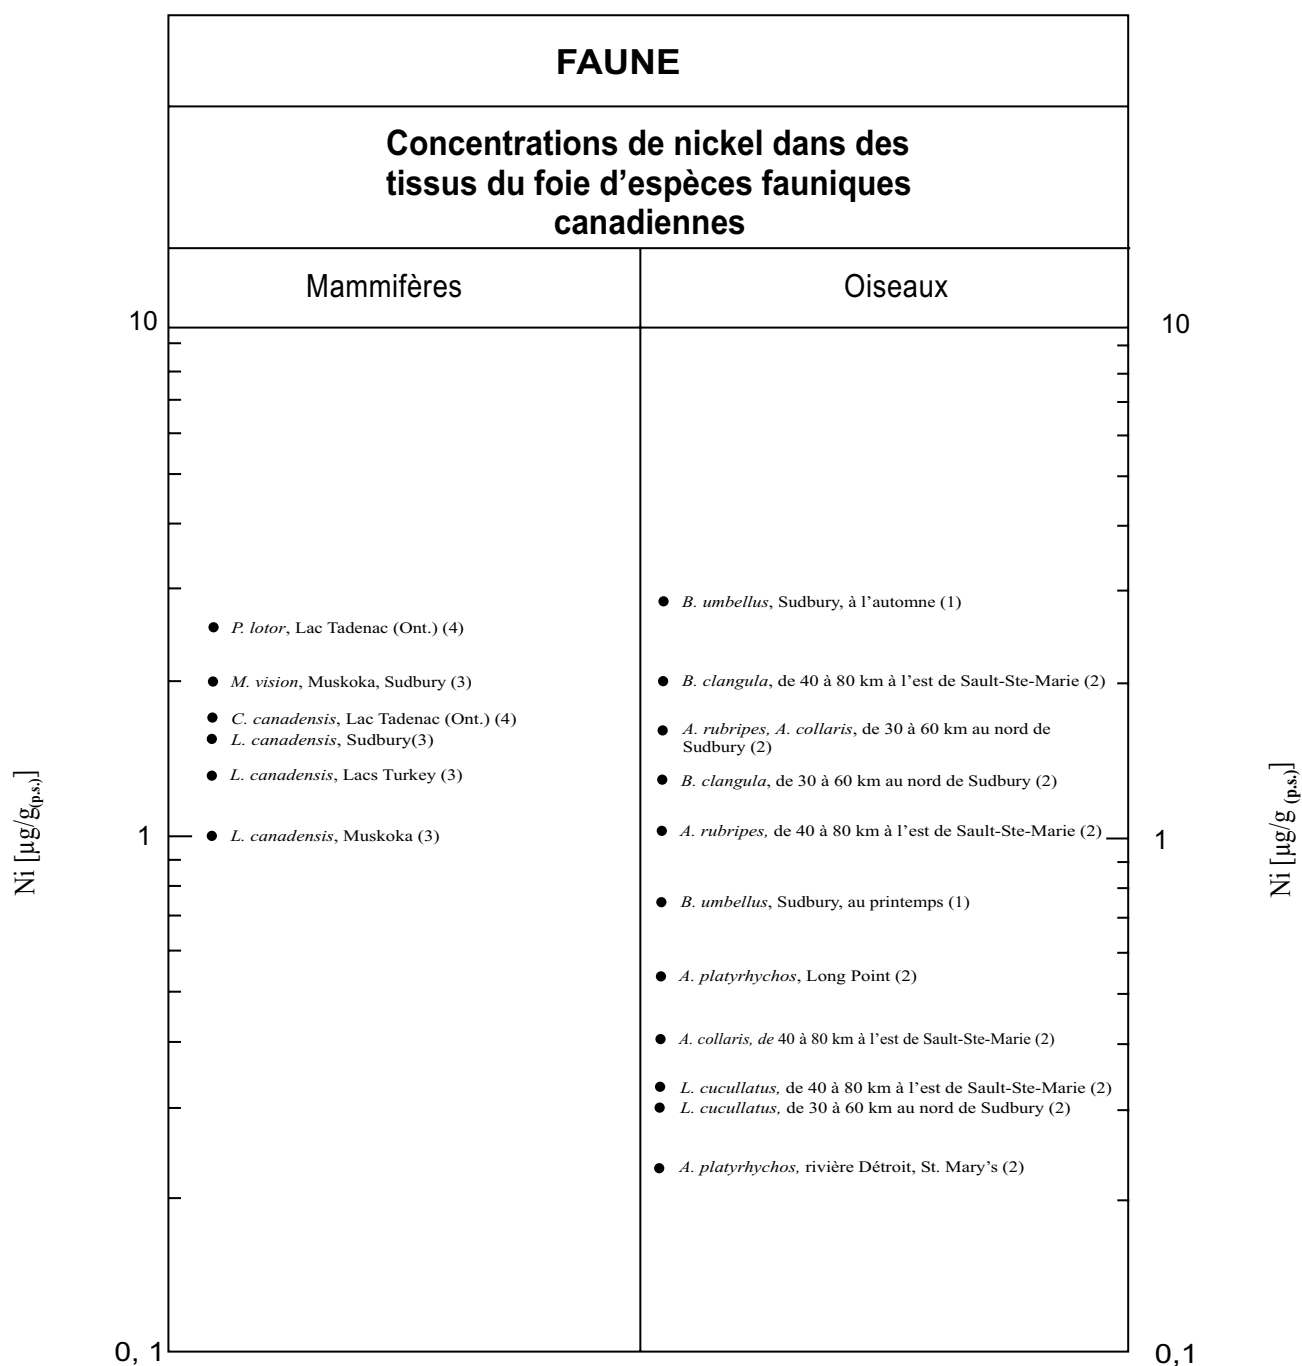 FAUNE
Concentrations de nickel dans des
tissus du foie d'espèces fauniques
canadiennes
Mammifères
Oiseaux
10
10
B. umbellus, Sudbury, à l'automne (1)
P. lotor, Lac Tadenac (Ont.) (4)
M. vision, Muskoka, Sudbury (3)
B. clangula, de 40 à 80 km à l'est de Sault-Ste-Marie (2)
C. canadensis, Lac Tadenac (Ont.) (4)
A. rubripes, A. collaris, de 30 à 60 km au nord de
Sudbury (2)
L. canadensis, Sudbury(3)
L. canadensis, Lacs Turkey (3)
B. clangula, de 30 à 60 km au nord de Sudbury (2)
Ni [µg/g(p.s.)]
Ni [µg/g (p.s.)]
1
L. canadensis, Muskoka (3)
A. rubripes, de 40 à 80 km à l'est de Sault-Ste-Marie (2)
1
B. umbellus, Sudbury, au printemps (1)
A. platyrhychos, Long Point (2)
A. collaris, de 40 à 80 km à l'est de Sault-Ste-Marie (2)
L. cucullatus, de 40 à 80 km à l'est de Sault-Ste-Marie (2)
L. cucullatus, de 30 à 60 km au nord de Sudbury (2)
A. platyrhychos, rivière Détroit, St. Mary's (2)
0, 1
0,1